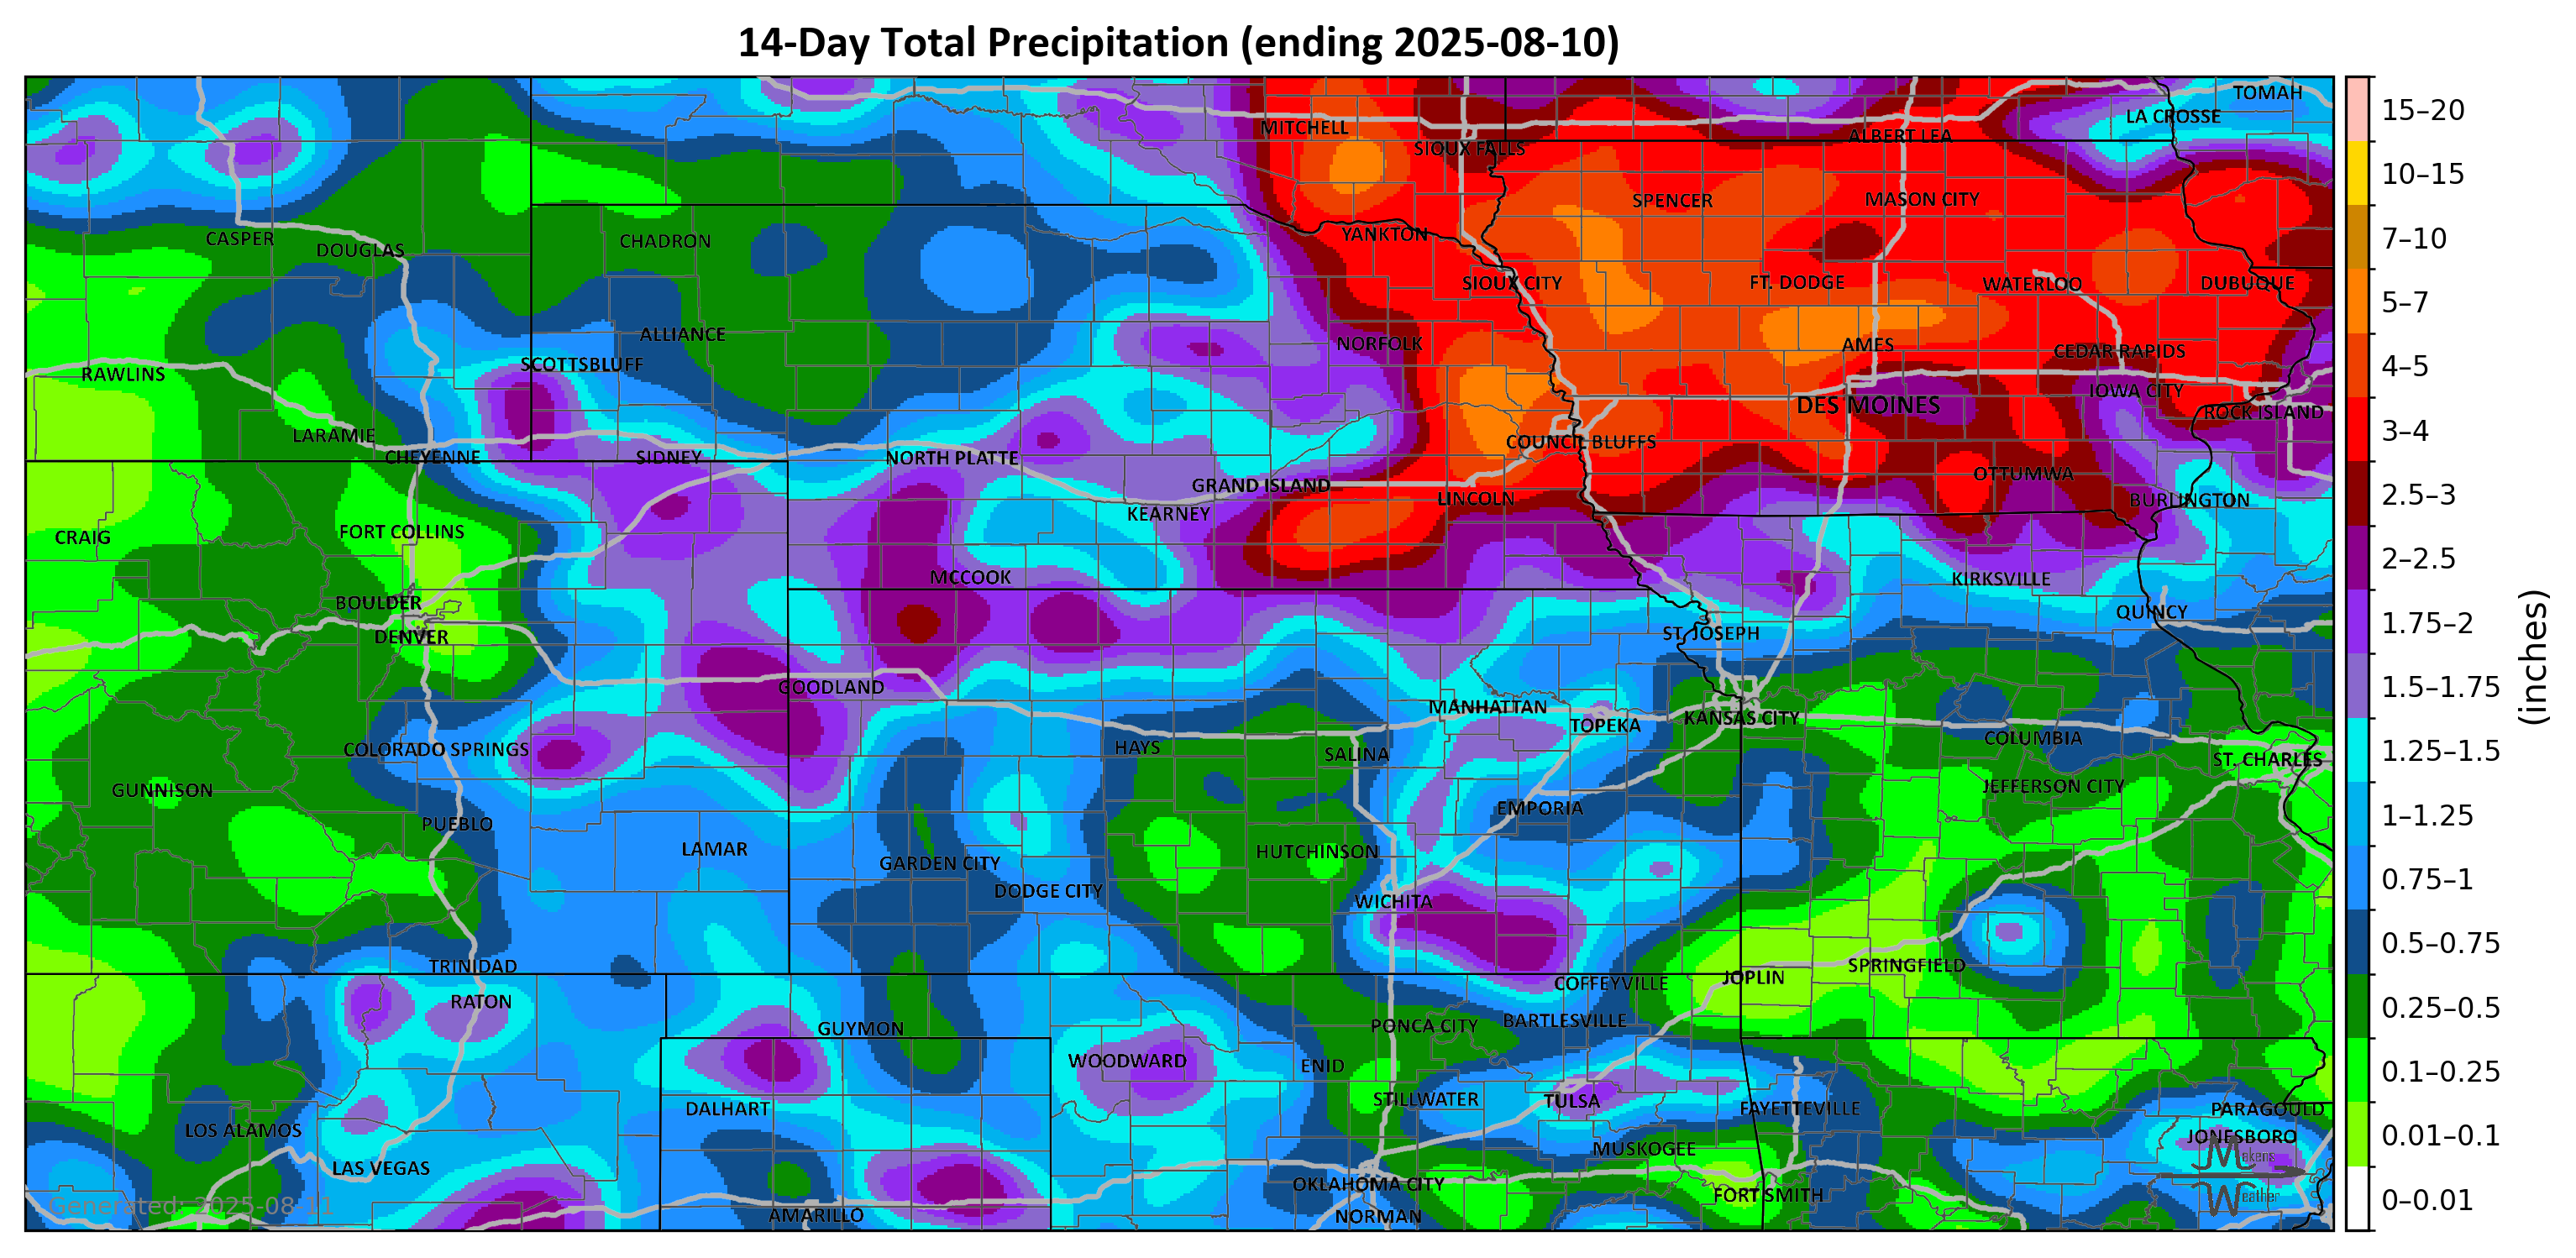 14-Day Total Precipitation (ending 2025-08-10)
TOMAH
LA CROSSE
MITCHELL
ALBERT LEA
SIOUX FALLS
SPENCER
MASON CITY
YANKTON
CASPER
DOUGLAS
CHADRON
SIOUX CITY
FT. DODGE
WATERLOO
DUBUQUE
ALLIANCE
NORFOLK
AMES
CEDAR RAPIDS
SCOTTSBLUFF
RAWLINS
IOWA CITY
DES MOINES
ROCK ISLAND
LARAMIE
COUNCIL BLUFFS
CHEYENNE
SIDNEY
NORTH PLATTE
OTTUMWA
GRAND ISLAND
LINCOLN
BURLINGTON
KEARNEY
FORT COLLINS
CRAIG
MCCOOK
KIRKSVILLE
BOULDER
QUINCY
DENVER
ST. JOSEPH
GOODLAND
MANHATTAN
TOPEKA
KANSAS CITY
COLUMBIA
COLORADO SPRINGS
HAYS
SALINA
ST. CHARLES
GUNNISON
JEFFERSON CITY
EMPORIA
PUEBLO
LAMAR
HUTCHINSON
GARDEN CITY
DODGE CITY
WICHITA
TRINIDAD
SPRINGFIELD
JOPLIN
COFFEYVILLE
RATON
GUYMON
PONCA CITY
BARTLESVILLE
WOODWARD
ENID
STILLWATER
TULSA
DALHART
FAYETTEVILLE
PARAGOULD
LOS ALAMOS
JONESBORO
MUSKOGEE
LAS VEGAS
OKLAHOMA CITY
FORT SMITH
AMARILLO
NORMAN
Generated: 2025-08-11
Makens
Weather
15–20
10–15
7–10
5–7
4–5
3–4
2.5–3
2–2.5
1.75–2
1.5–1.75
1.25–1.5
1–1.25
0.75–1
0.5–0.75
0.25–0.5
0.1–0.25
0.01–0.1
0–0.01
(inches)